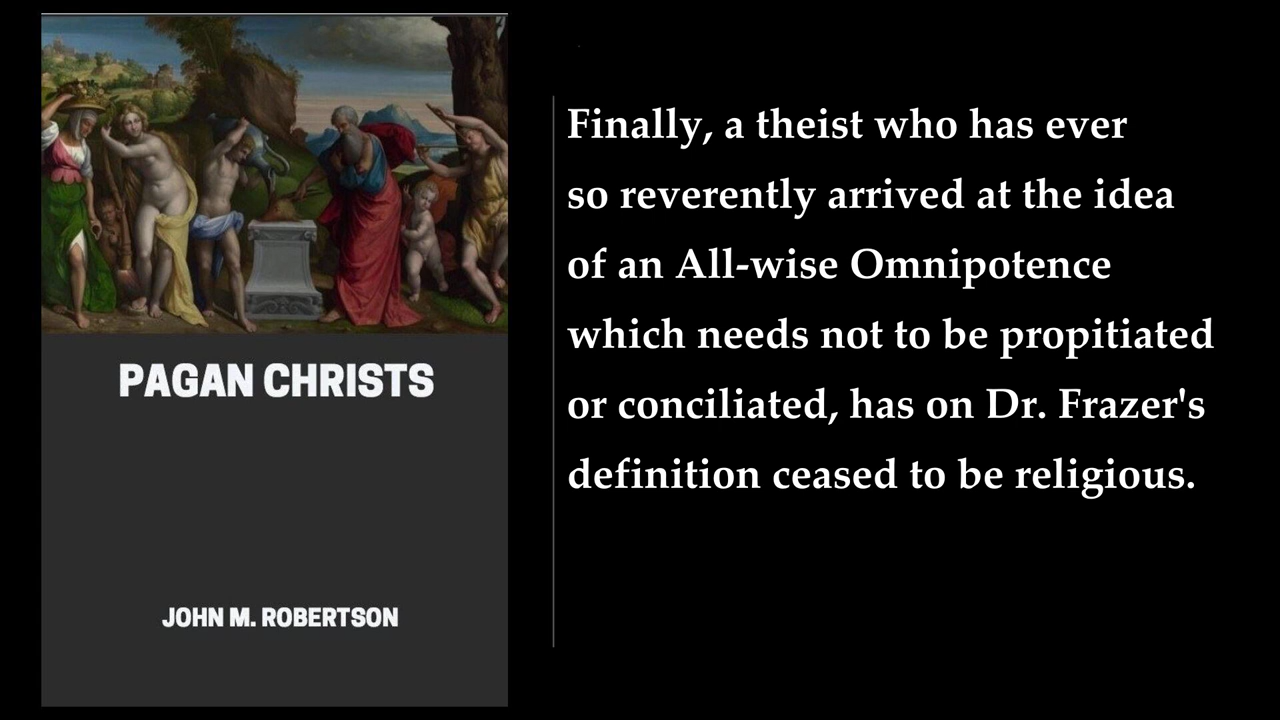 PAGAN CHRISTS
JOHN M. ROBERTSON
Finally, a theist who has ever
so reverently arrived at the idea
of an All-wise Omnipotence
which needs not to be propitiated
or conciliated, has on Dr. Frazer's
definition ceased to be religious.